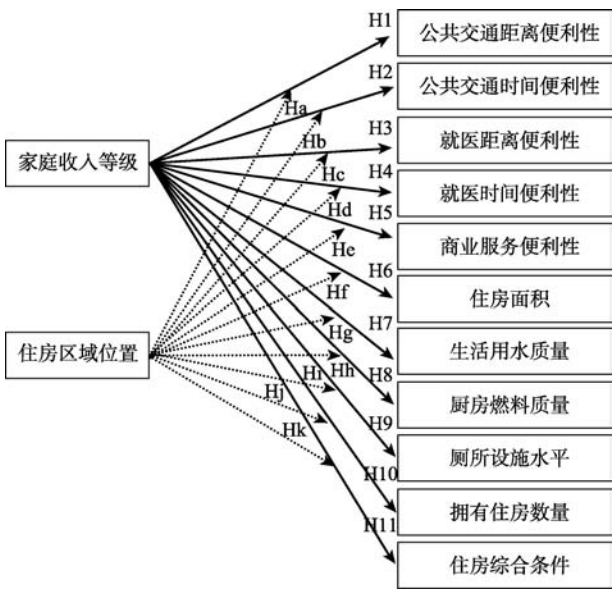 H1
公共交通距离便利性
H2
公共交通时间便利性
Ha
H3
就医距离便利性
Hb
家庭收入等级
H4
Hc
就医时间便利性
H5
Hd
商业服务便利性
He
H6
住房面积
Hf
H7
Hg
生活用水质量
住房区域位置
Hh
H8
Hi
厨房燃料质量
Hj
H9
Hk
厕所设施水平
H10
拥有住房数量
H11
住房综合条件